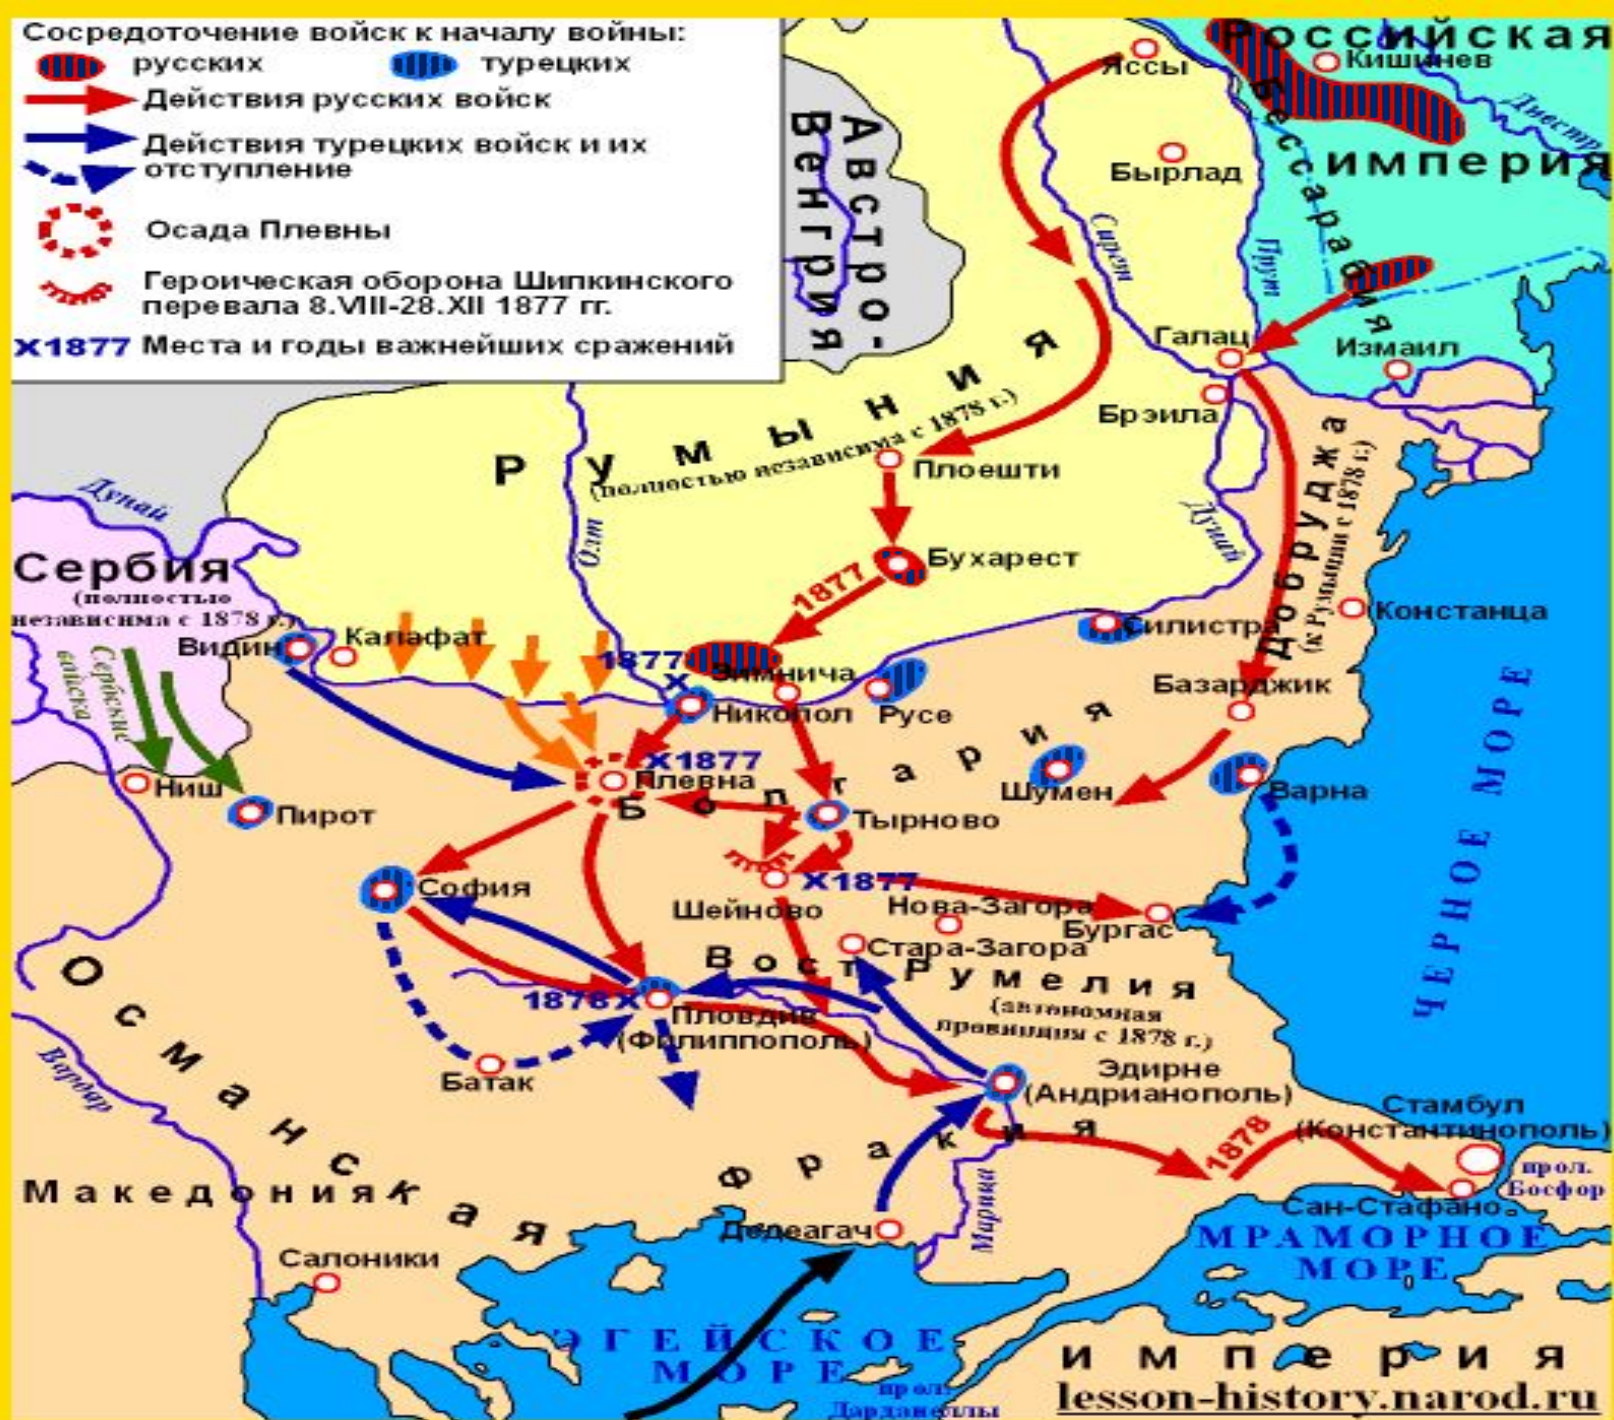 Сосредоточение войск к началу войны:
русских
турецких
Действия русских войск
Действия турецких войск и их
отступление
Осада Плевны
Героическая оборона Шипкинского
перевала 8.VIII-28.XII 1877 гг.
X1877 Места и годы важнейших сражений
Российская
империя
Бессарабия
Кишинев
Днестр
Яссы
Бырлад
Австро-
Венгрия
Сирет
Прут
Галац
Измаил
Брэила
Румыния
(полностью независима с 1878 г.)
Плоешти
Олт
Дунай
Дунай
Добруджа
(к Румынии с 1878 г.)
Сербия
(полностью
независима с 1878 г.)
Бухарест
1877
Констанца
Силистра
Видин
Калафат
Сербские
войска
1877
X
Зимнича
Никопол
Русе
Базарджик
Болгария
X1877
Плевна
Шумен
Варна
Ниш
Пирот
Тырново
ЧЕРНОЕ МОРЕ
София
X1877
Шейново
Нова-Загора
Бургас
Стара-Загора
Вост. Румелия
(автономная
провинция с 1878 г.)
1878 X
Пловдив
(Филиппополь)
Батак
Эдирне
(Андрианополь)
Османская
Вардар
Македония
Фракия
Марица
1878
Стамбул
(Константинополь)
прол.
Босфор
Сан-Стафано
МРАМОРНОЕ
МОРЕ
Дедеагач
Салоники
ЭГЕЙСКОЕ
МОРЕ
прол.
Дарданеллы
империя
lesson-history.narod.ru